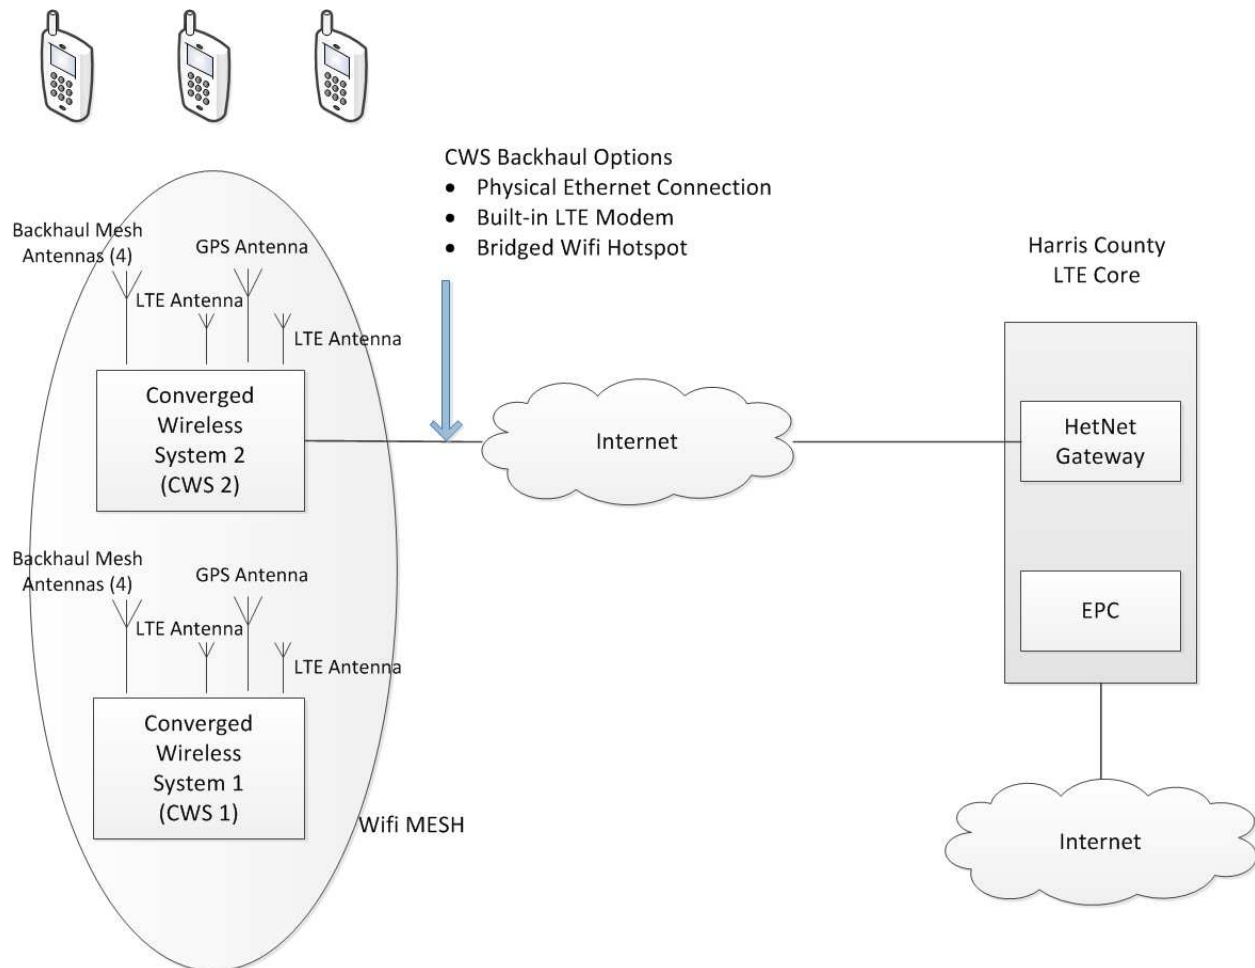 CWS Backhaul Options
• Physical Ethernet Connection
• Built-in LTE Modem
• Bridged Wifi Hotspot
Backhaul Mesh
Antennas (4)
GPS Antenna
LTE Antenna
LTE Antenna
Converged
Wireless
System 2
(CWS 2)
Internet
Harris County
LTE Core
HetNet
Gateway
EPC
Backhaul Mesh
Antennas (4)
GPS Antenna
LTE Antenna
LTE Antenna
Converged
Wireless
System 1
(CWS 1)
Wifi MESH
Internet